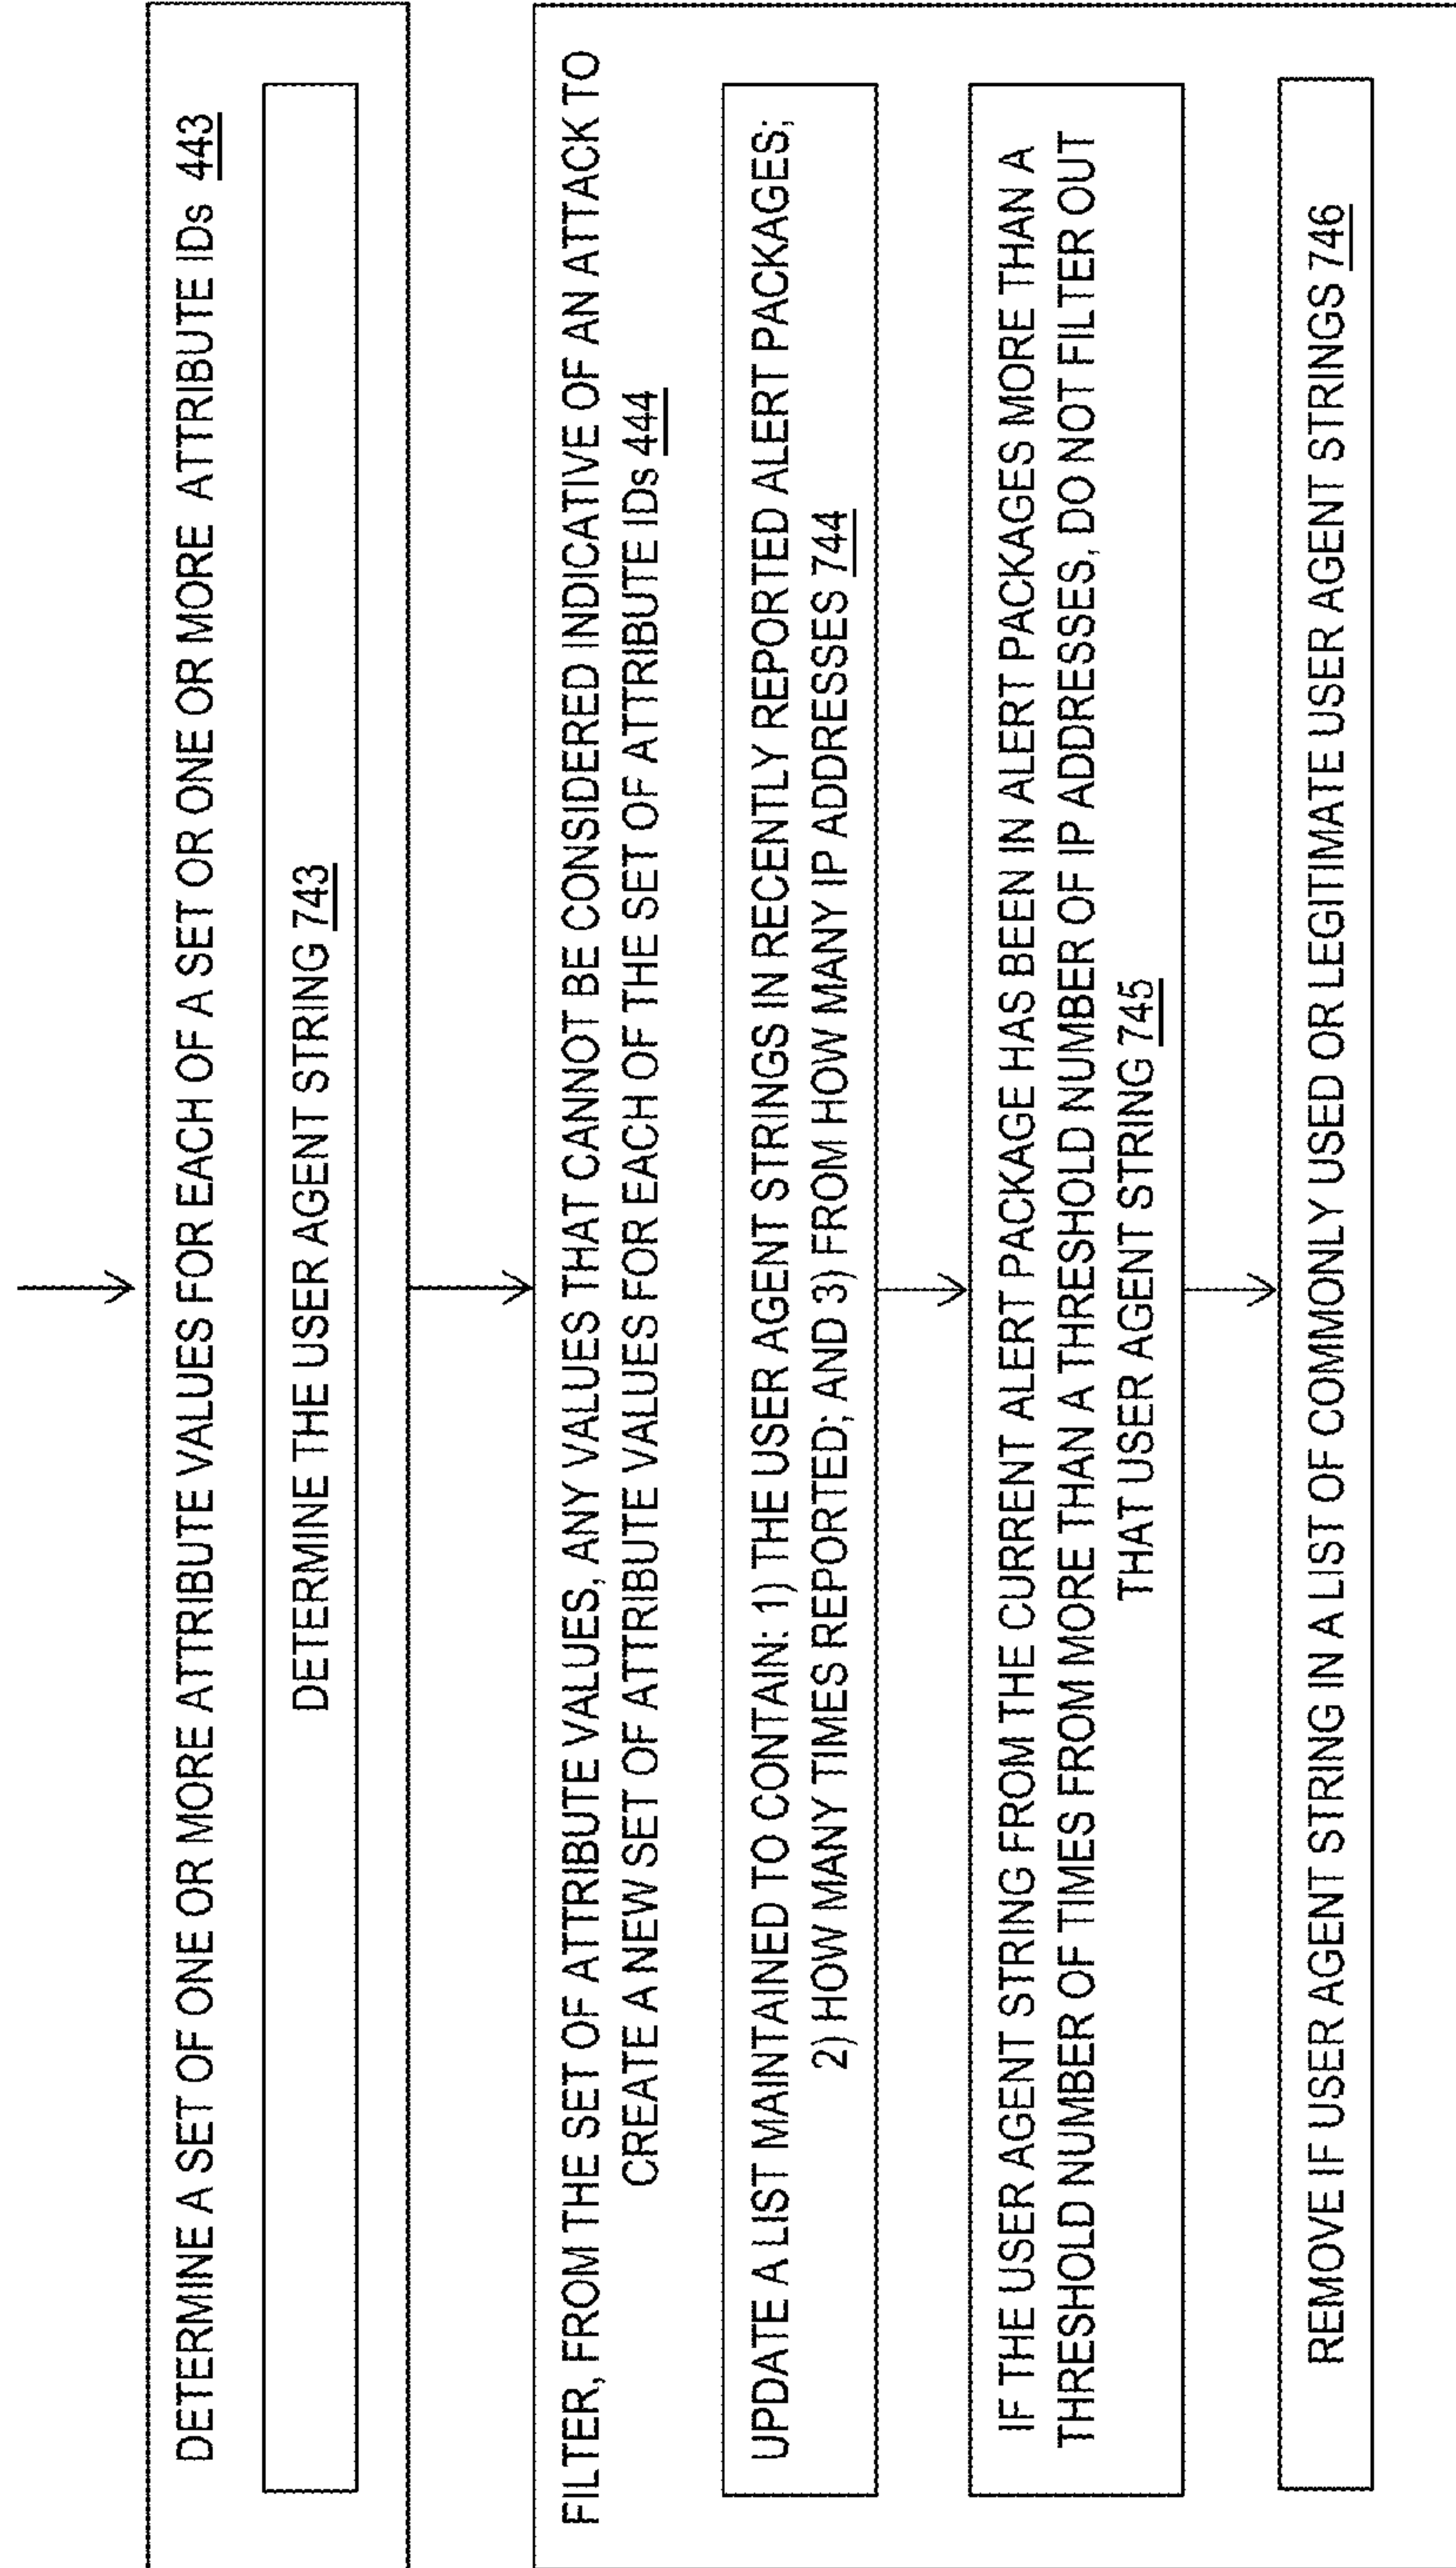 DETERMINE A SET OF ONE OR MORE ATTRIBUTE VALUES FOR EACH OF A SET OR ONE OR MORE ATTRIBUTE IDs 443
DETERMINE THE USER AGENT STRING 743
FILTER, FROM THE SET OF ATTRIBUTE VALUES, ANY VALUES THAT CANNOT BE CONSIDERED INDICATIVE OF AN ATTACK TO
CREATE A NEW SET OF ATTRIBUTE VALUES FOR EACH OF THE SET OF ATTRIBUTE IDs 444
UPDATE A LIST MAINTAINED TO CONTAIN: 1) THE USER AGENT STRINGS IN RECENTLY REPORTED ALERT PACKAGES;
2) HOW MANY TIMES REPORTED; AND 3) FROM HOW MANY IP ADDRESSES 744
IF THE USER AGENT STRING FROM THE CURRENT ALERT PACKAGE HAS BEEN IN ALERT PACKAGES MORE THAN A
THRESHOLD NUMBER OF TIMES FROM MORE THAN A THRESHOLD NUMBER OF IP ADDRESSES, DO NOT FILTER OUT
THAT USER AGENT STRING 745
REMOVE IF USER AGENT STRING IN A LIST OF COMMONLY USED OR LEGITIMATE USER AGENT STRINGS 746